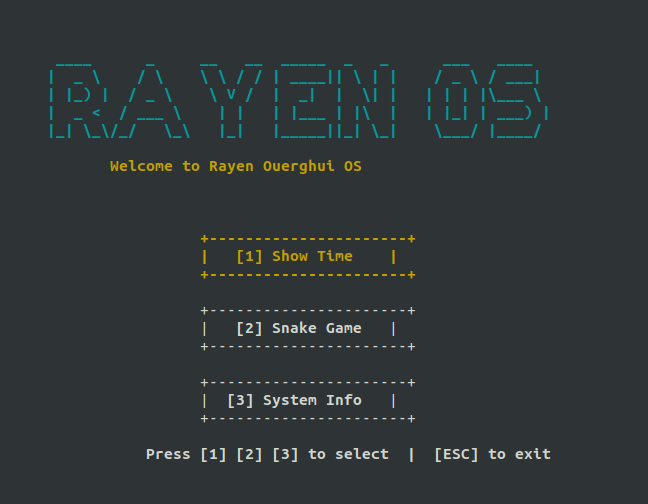 RAYEN OS
Welcome to Rayen Ouerghui OS
[1] Show Time
[2] Snake Game
[3] System Info
Press [1] [2] [3] to select | [ESC] to exit